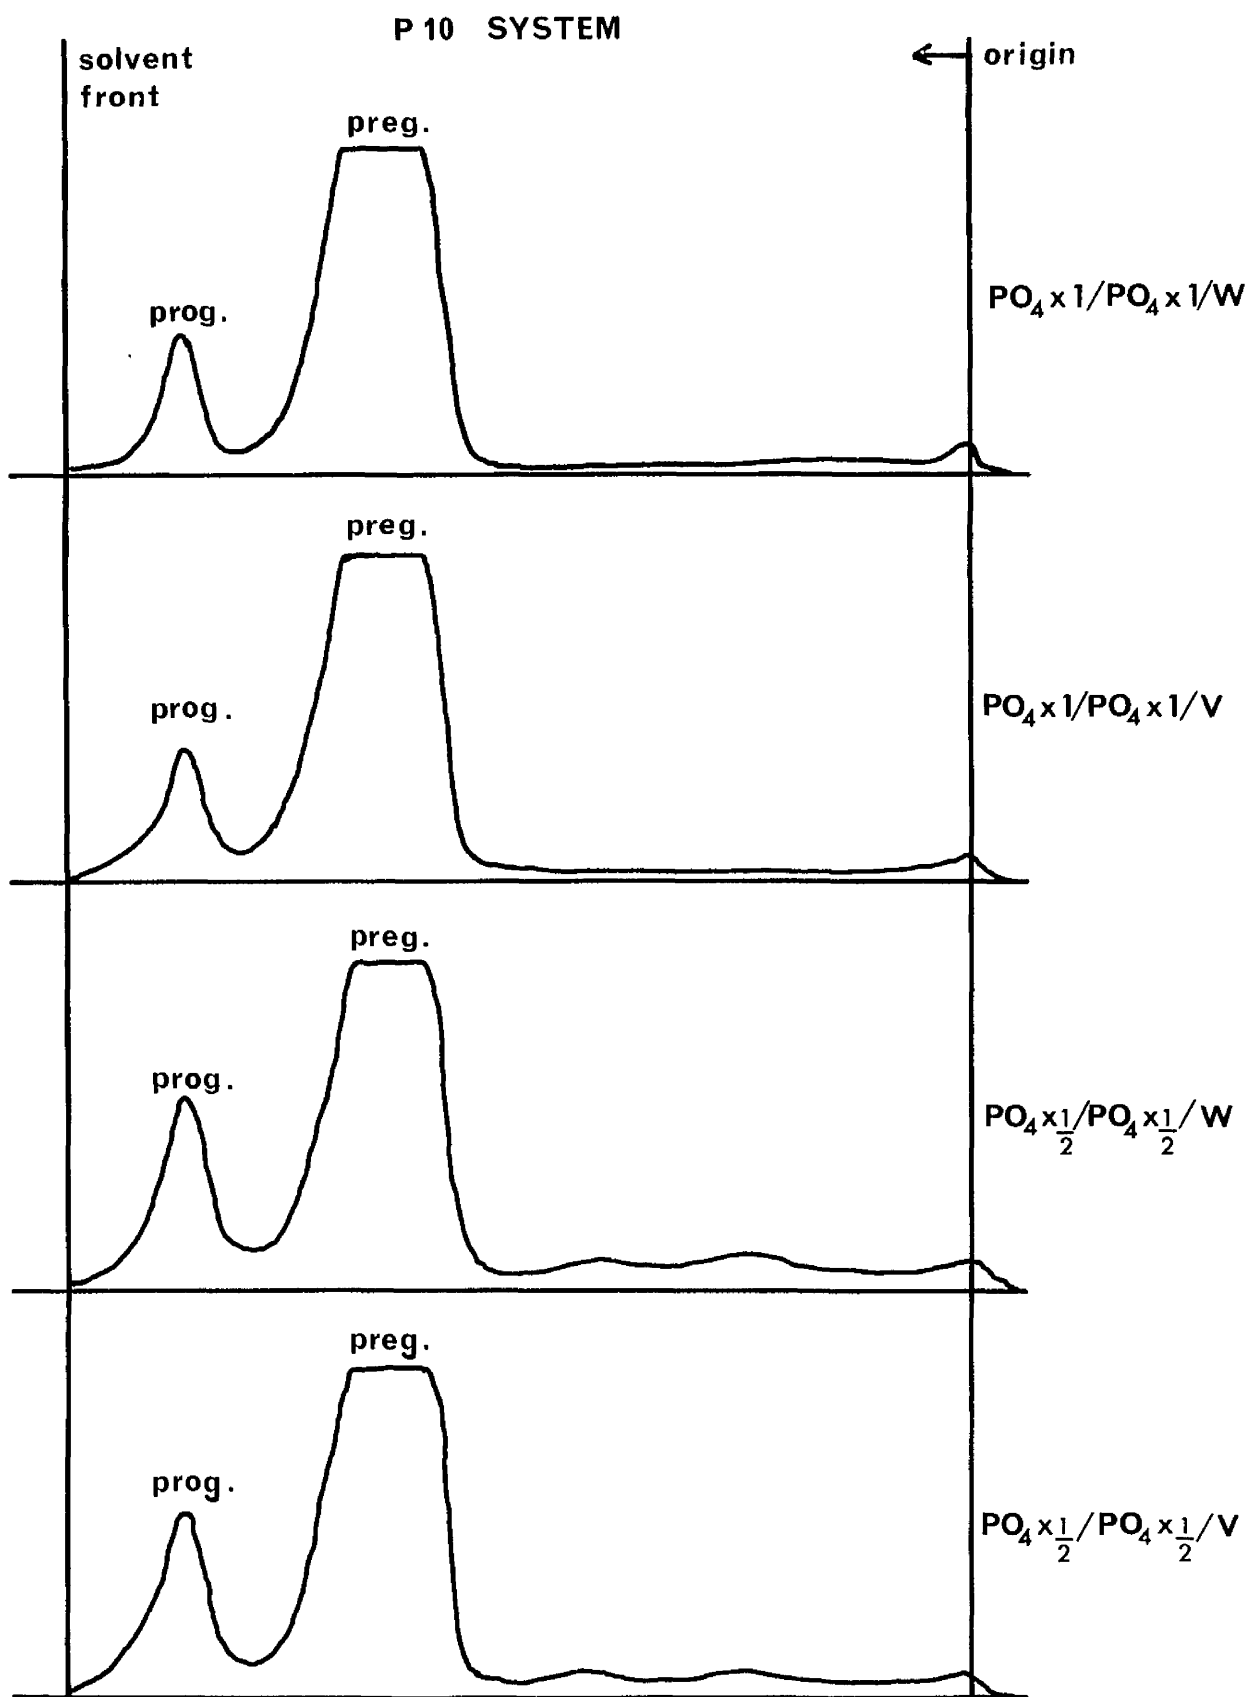 P 10 SYSTEM
solvent
front
origin
preg.
prog.
PO₄ x 1/PO₄ x 1/W
preg.
prog.
PO₄ x 1/PO₄ x 1/V
preg.
prog.
PO₄ x 1/2 /PO₄ x 1/2 /W
preg.
prog.
PO₄ x 1/2 /PO₄ x 1/2 /V